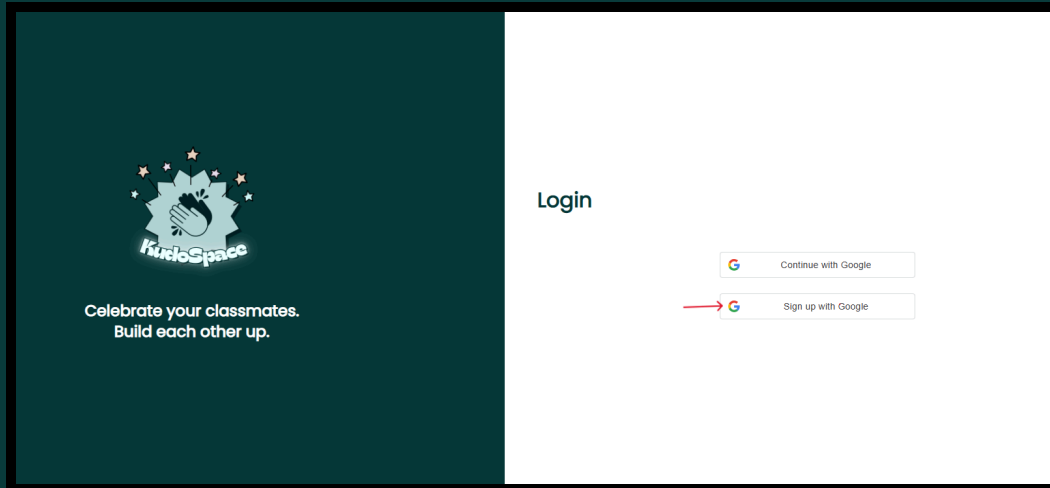 KudoSpace
Celebrate your classmates.
Build each other up.
Login
Continue with Google
Sign up with Google